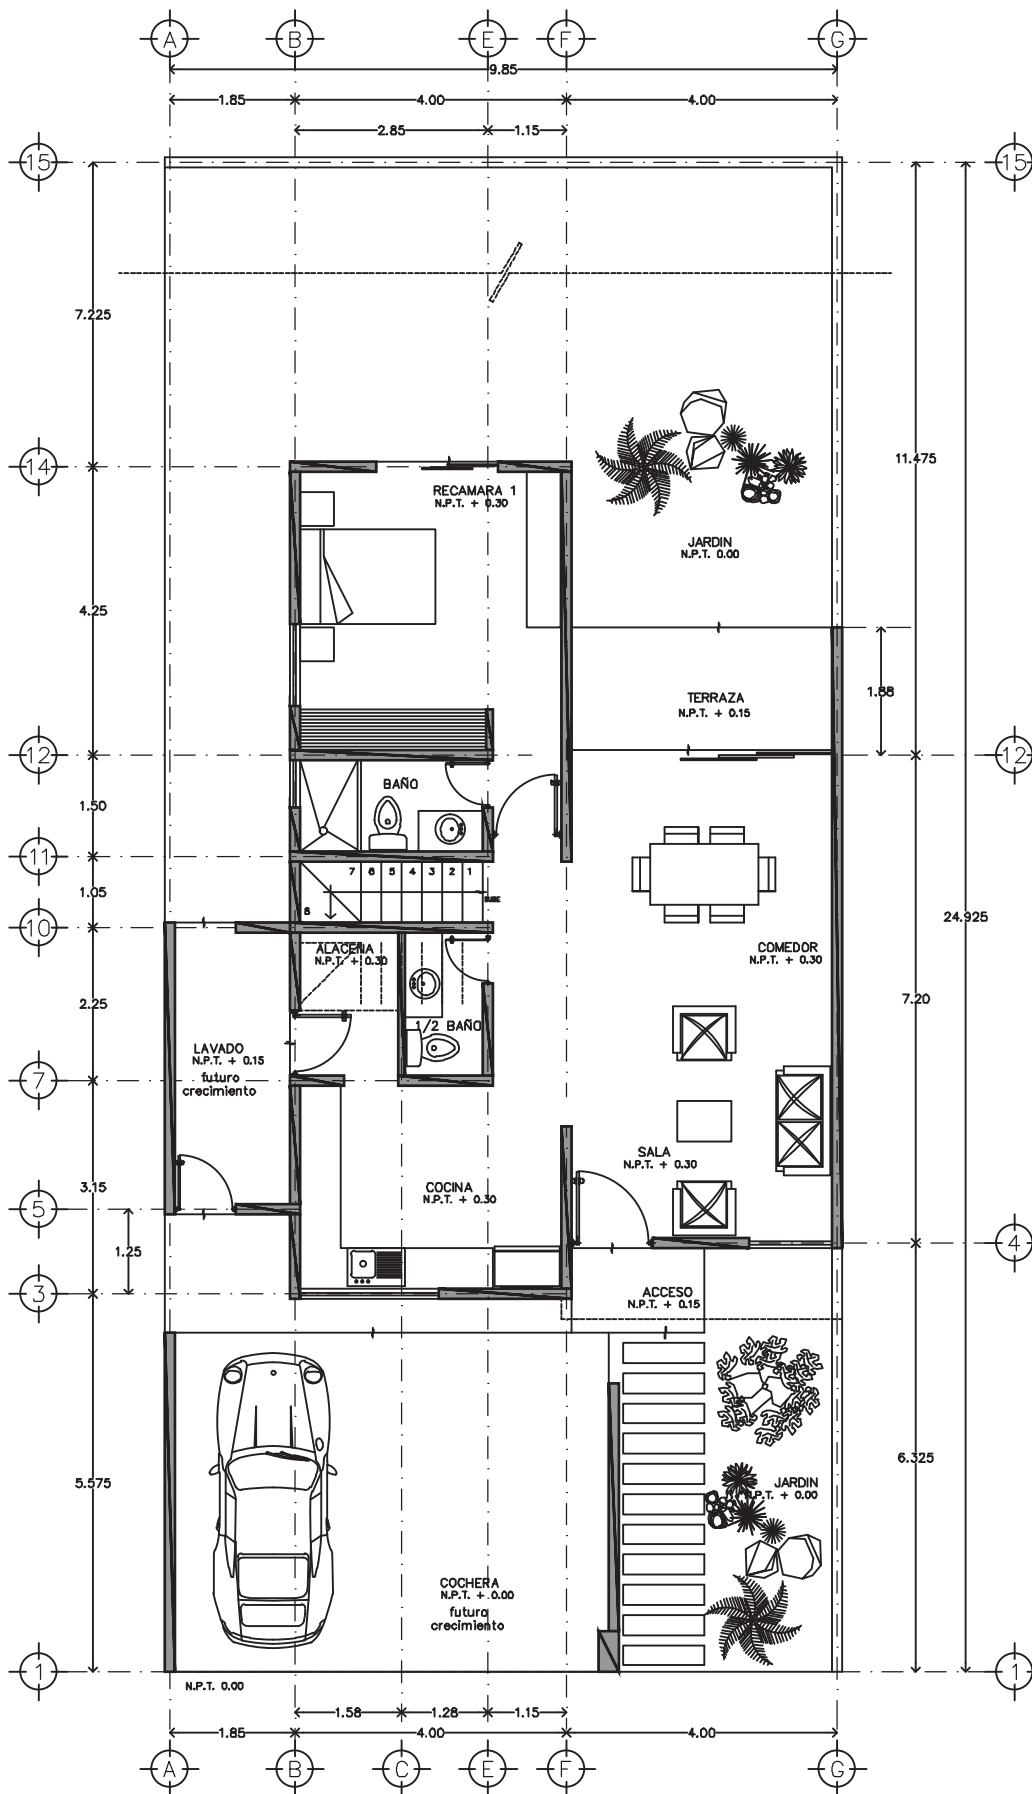 A B E F G
9.85
1.85 4.00 4.00
2.85 1.15
15 15
7.225
14
11.475
RECAMARA 1
N.P.T. + 0.30
JARDIN
N.P.T. 0.00
4.25
1.88
TERRAZA
N.P.T. + 0.15
12 12
BAÑO
1.50
11
7 6 5 4 3 2 1
1.05
SUBE
8
24.925
10
ALACENA
N.P.T. + 0.30
COMEDOR
N.P.T. + 0.30
2.25
7.20
1/2 BAÑO
LAVADO
N.P.T. + 0.15
futuro
crecimiento
7
SALA
N.P.T. + 0.30
3.15
COCINA
N.P.T. + 0.30
5
1.25
4
3
ACCESO
N.P.T. + 0.15
5.575
6.325
JARDIN
N.P.T. + 0.00
COCHERA
N.P.T. + 0.00
futuro
crecimiento
1 1
N.P.T. 0.00
1.58 1.28 1.15
1.85 4.00 4.00
A B C E F G